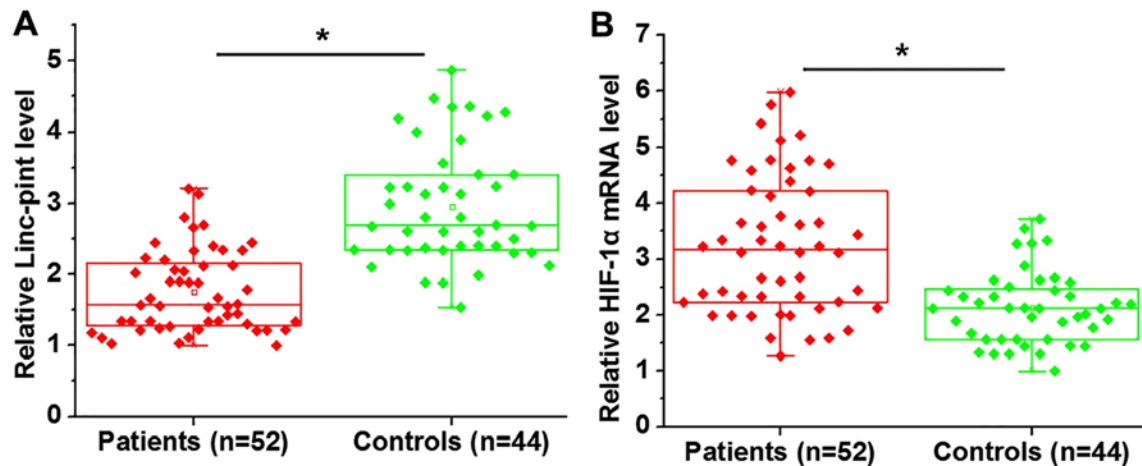 A
*
Relative Linc-pint level
5
4
3
2
1
0
Patients (n=52) Controls (n=44)
B
*
Relative HIF-1α mRNA level
7
6
5
4
3
2
1
0
Patients (n=52) Controls (n=44)